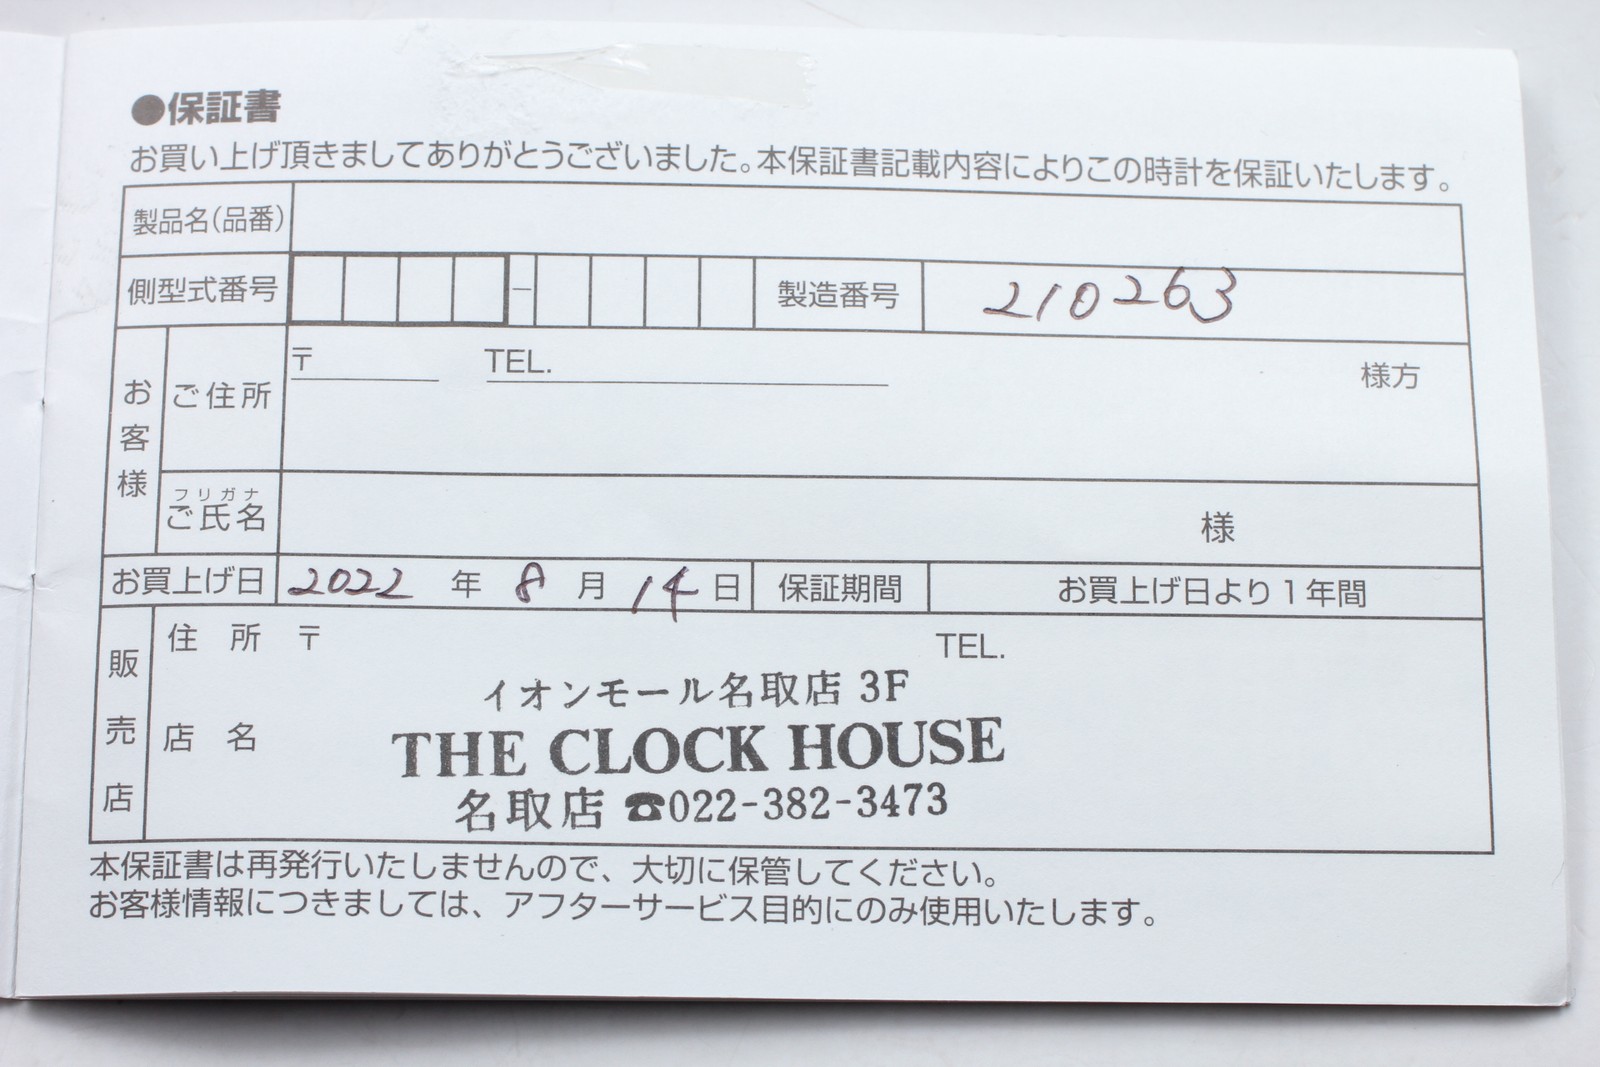 ●保証書
お買い上げ頂きましてありがとうございました。本保証書記載内容によりこの時計を保証いたします。
製品名(品番)
側型式番号 － 製造番号 210263
お客様
ご住所 〒 TEL. 様方
フリガナ
ご氏名 様
お買上げ日 2022 年 8 月 14 日 保証期間 お買上げ日より1年間
販売店
住所 〒 TEL.
イオンモール名取店 3F
店名 THE CLOCK HOUSE
名取店 ☎022-382-3473
本保証書は再発行いたしませんので、大切に保管してください。
お客様情報につきましては、アフターサービス目的にのみ使用いたします。